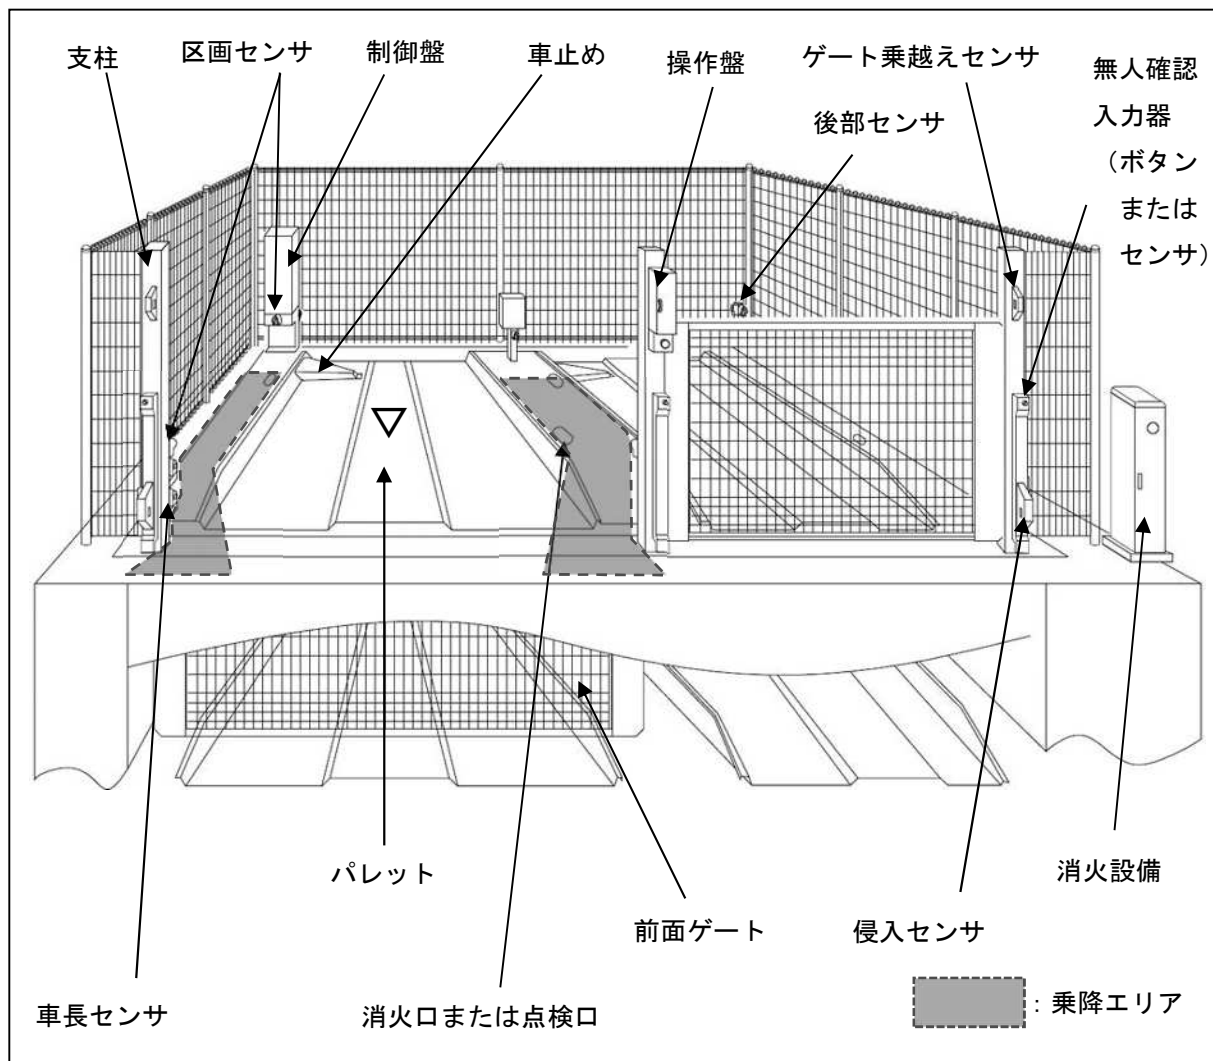 支柱
区画センサ
制御盤
車止め
操作盤
ゲート乗越えセンサ
無人確認
入力器
(ボタン
または
センサ)
後部センサ
パレット
前面ゲート
侵入センサ
消火設備
車長センサ
消火口または点検口
：乗降エリア